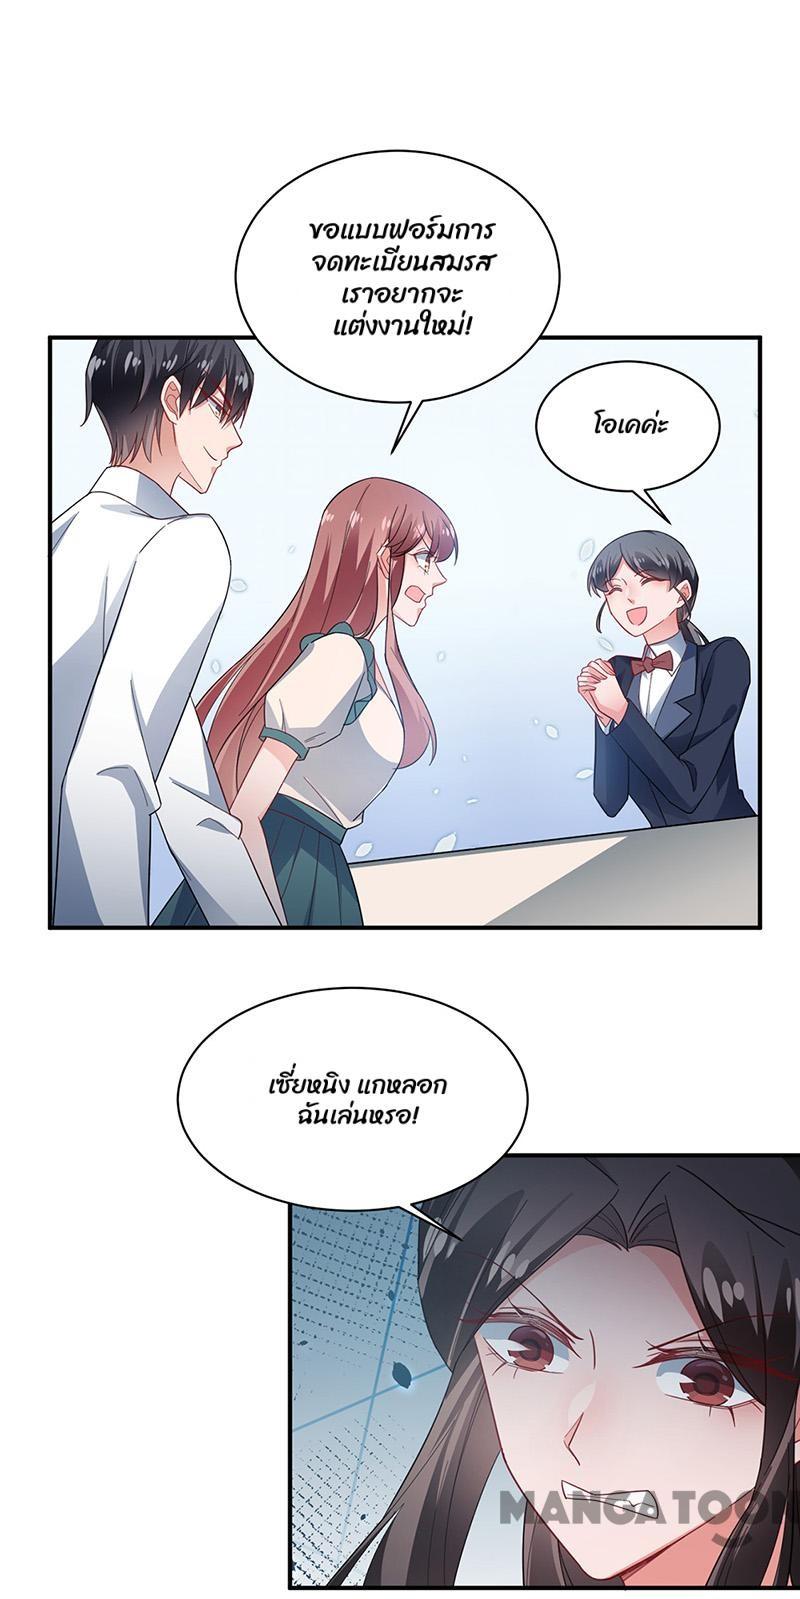 ขอแบบฟอร์มการ
จดทะเบียนสมรส
เราอยากจะ
แต่งงานใหม่!
โอเคค่ะ
เซี่ยหนิง แกหลอก
ฉันเล่นหรอ!
MANGATOON